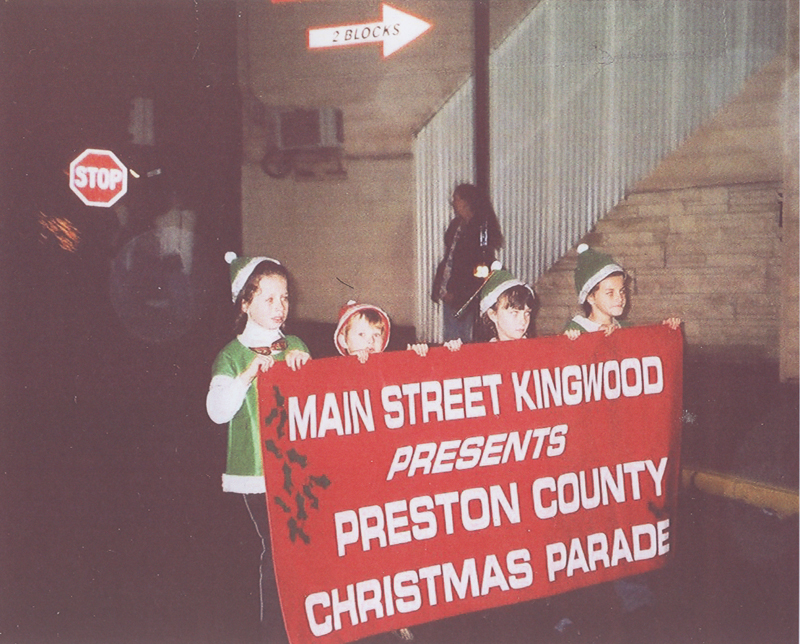 2 BLOCKS
STOP
MAIN STREET KINGWOOD
PRESENTS
PRESTON COUNTY
CHRISTMAS PARADE